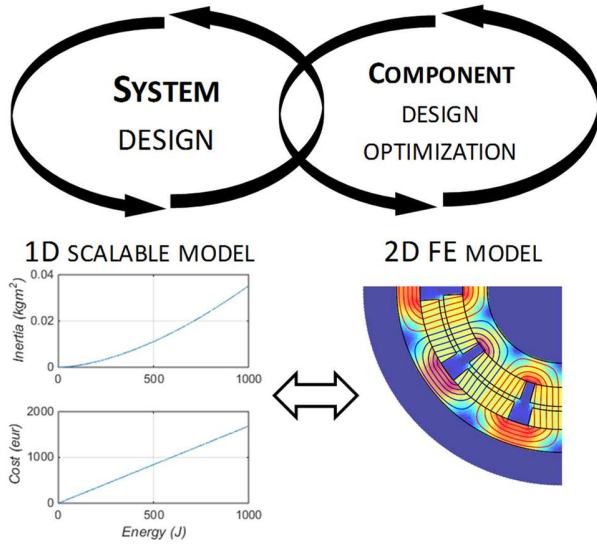 SYSTEM
DESIGN
COMPONENT
DESIGN
OPTIMIZATION
1D SCALABLE MODEL
2D FE MODEL
0.04
0.02
0
0 500 1000
Inertia (kgm²)
2000
1000
0
0 500 1000
Cost (eur)
Energy (J)